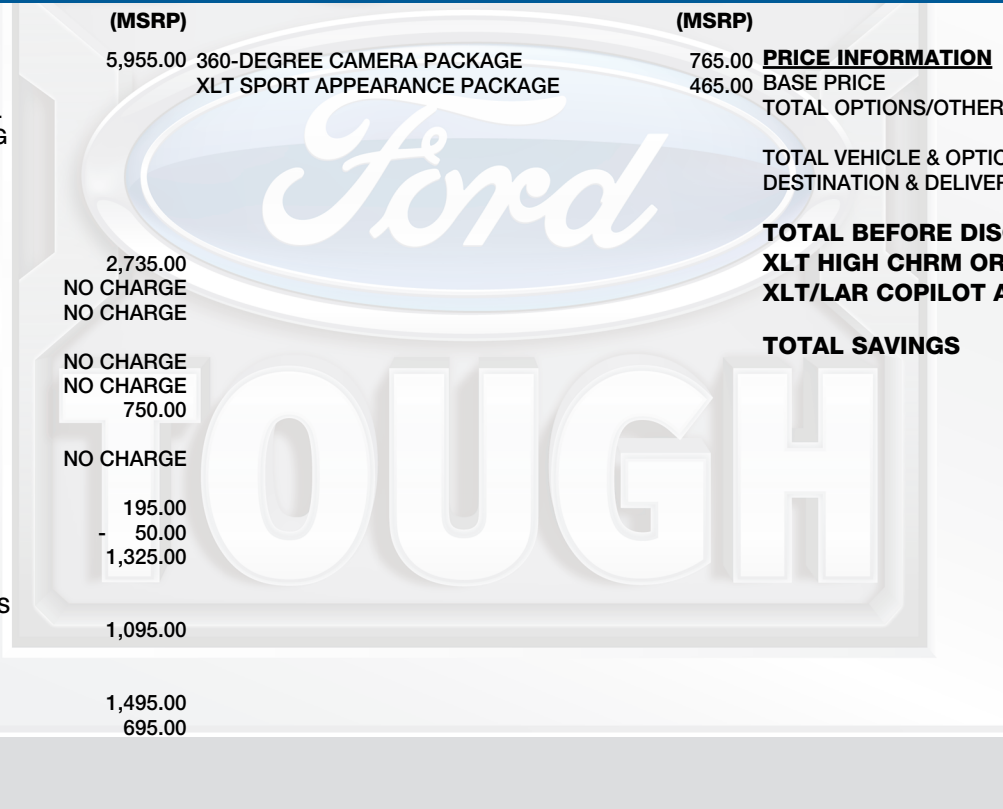 (MSRP)
5,955.00
G
2,735.00
NO CHARGE
NO CHARGE
NO CHARGE
NO CHARGE
750.00
NO CHARGE
195.00
- 50.00
1,325.00
S
1,095.00
1,495.00
695.00
(MSRP)
360-DEGREE CAMERA PACKAGE 765.00
XLT SPORT APPEARANCE PACKAGE 465.00
PRICE INFORMATION
BASE PRICE
TOTAL OPTIONS/OTHER
TOTAL VEHICLE & OPTIO
DESTINATION & DELIVER
TOTAL BEFORE DIS
XLT HIGH CHRM OR
XLT/LAR COPILOT A
TOTAL SAVINGS
Ford
TOUGH